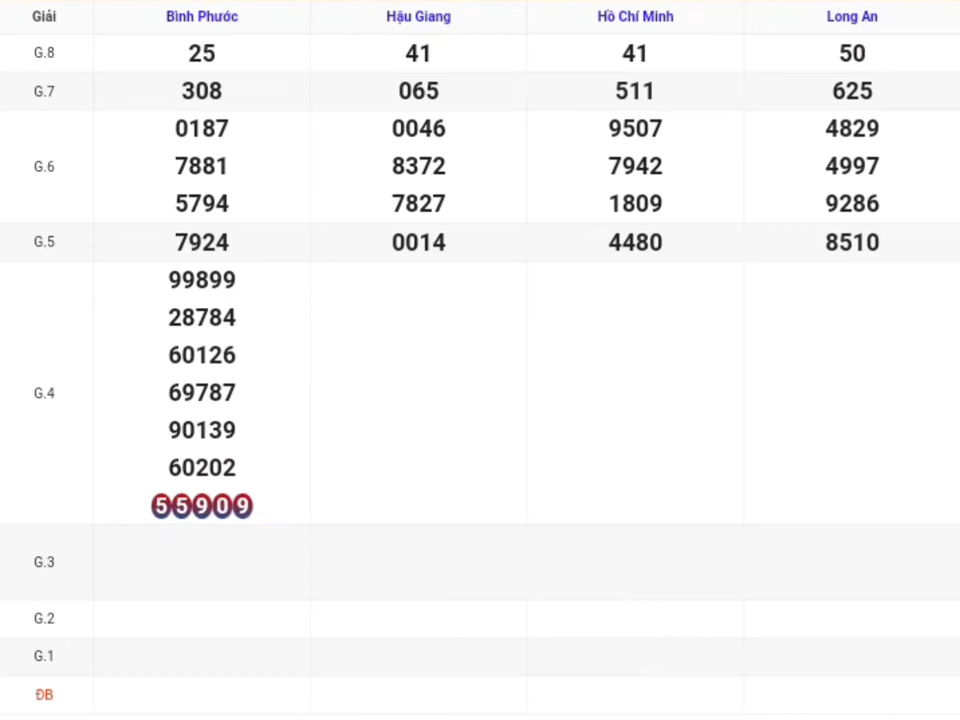 Giải Bình Phước Hậu Giang Hồ Chí Minh Long An
G.8 25 41 41 50
G.7 308 065 511 625
0187 0046 9507 4829
G.6 7881 8372 7942 4997
5794 7827 1809 9286
G.5 7924 0014 4480 8510
99899
28784
60126
G.4 69787
90139
60202
55909
G.3
G.2
G.1
ĐB